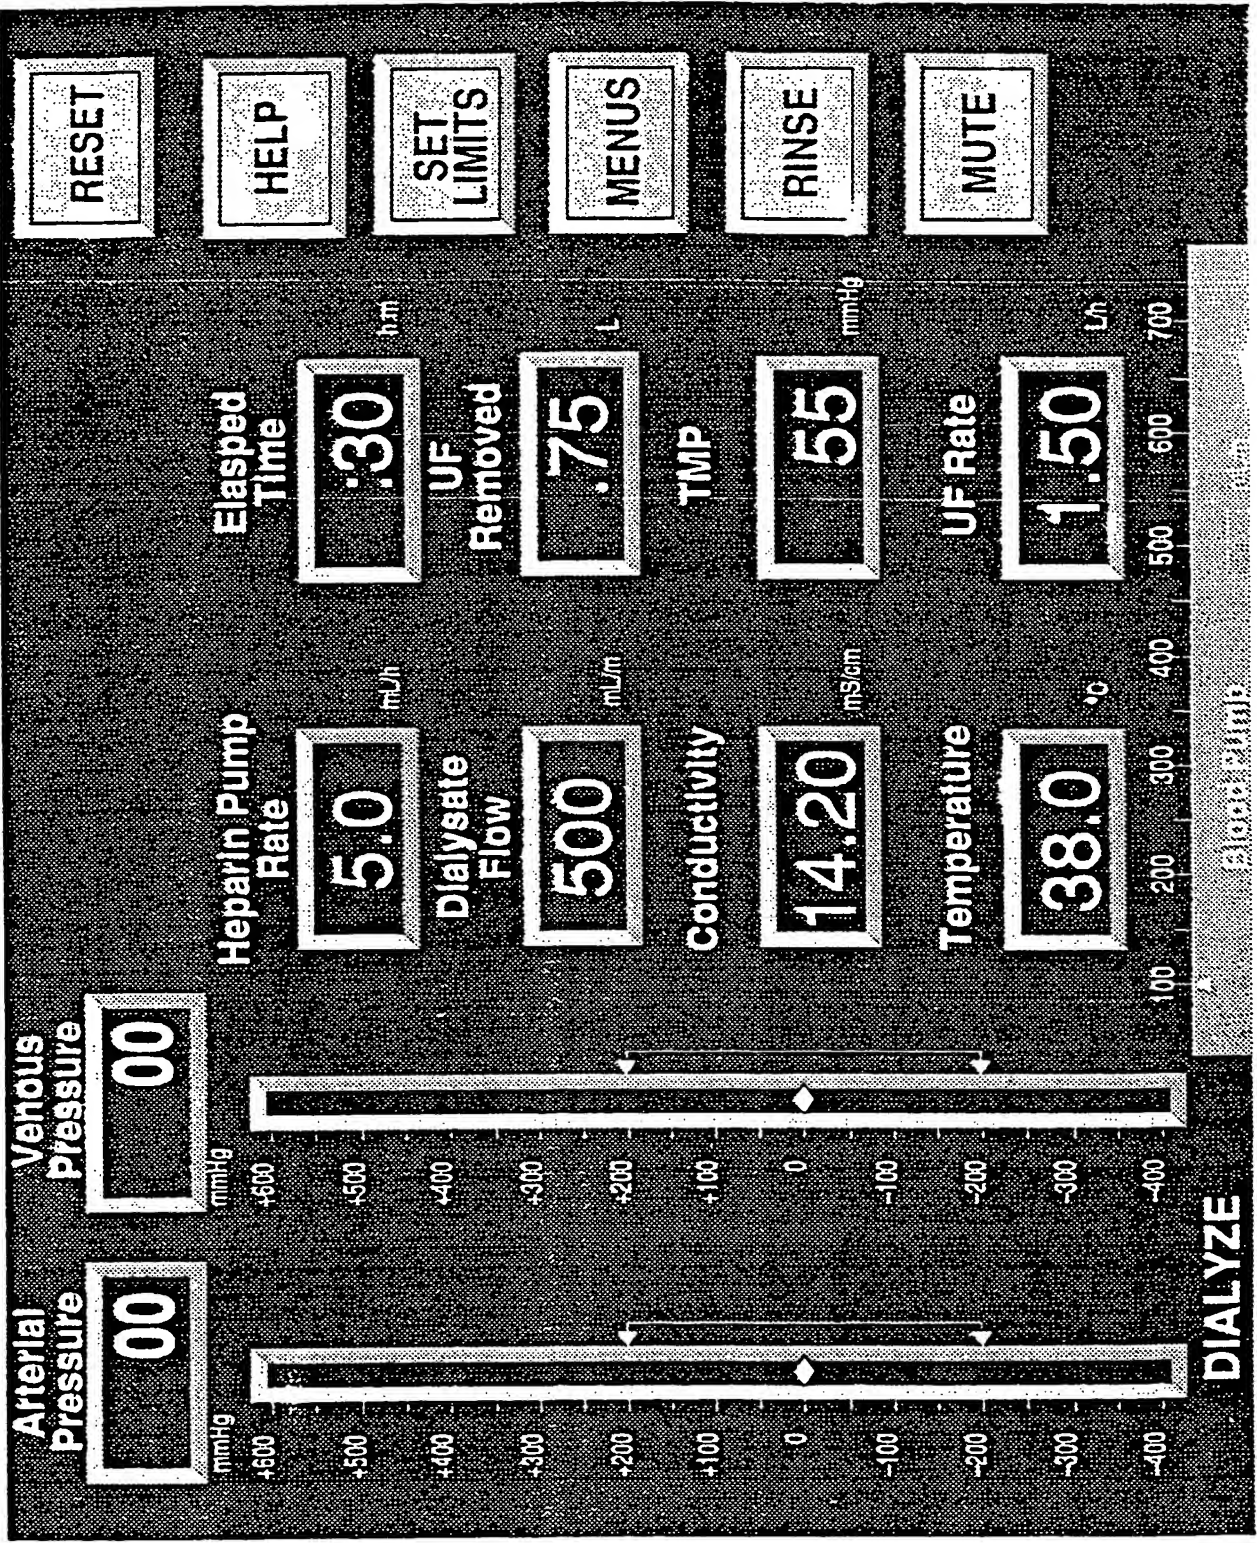 Arterial
Pressure
00
mmHg
+600
+500
+400
+300
+200
+100
0
-100
-200
-300
-400
Venous
Pressure
00
mmHg
+600
+500
+400
+300
+200
+100
0
-100
-200
-300
-400
Heparin Pump
Rate
5.0
mL/h
Dialysate
Flow
500
mL/m
Conductivity
14.20
mS/cm
Temperature
38.0
°C
Elasped
Time
:30
h:m
UF
Removed
.75
L
TMP
55
mmHg
UF Rate
1.50
L/h
RESET
HELP
SET
LIMITS
MENUS
RINSE
MUTE
DIALYZE
100 200 300 400 500 600 700
Blood Pump